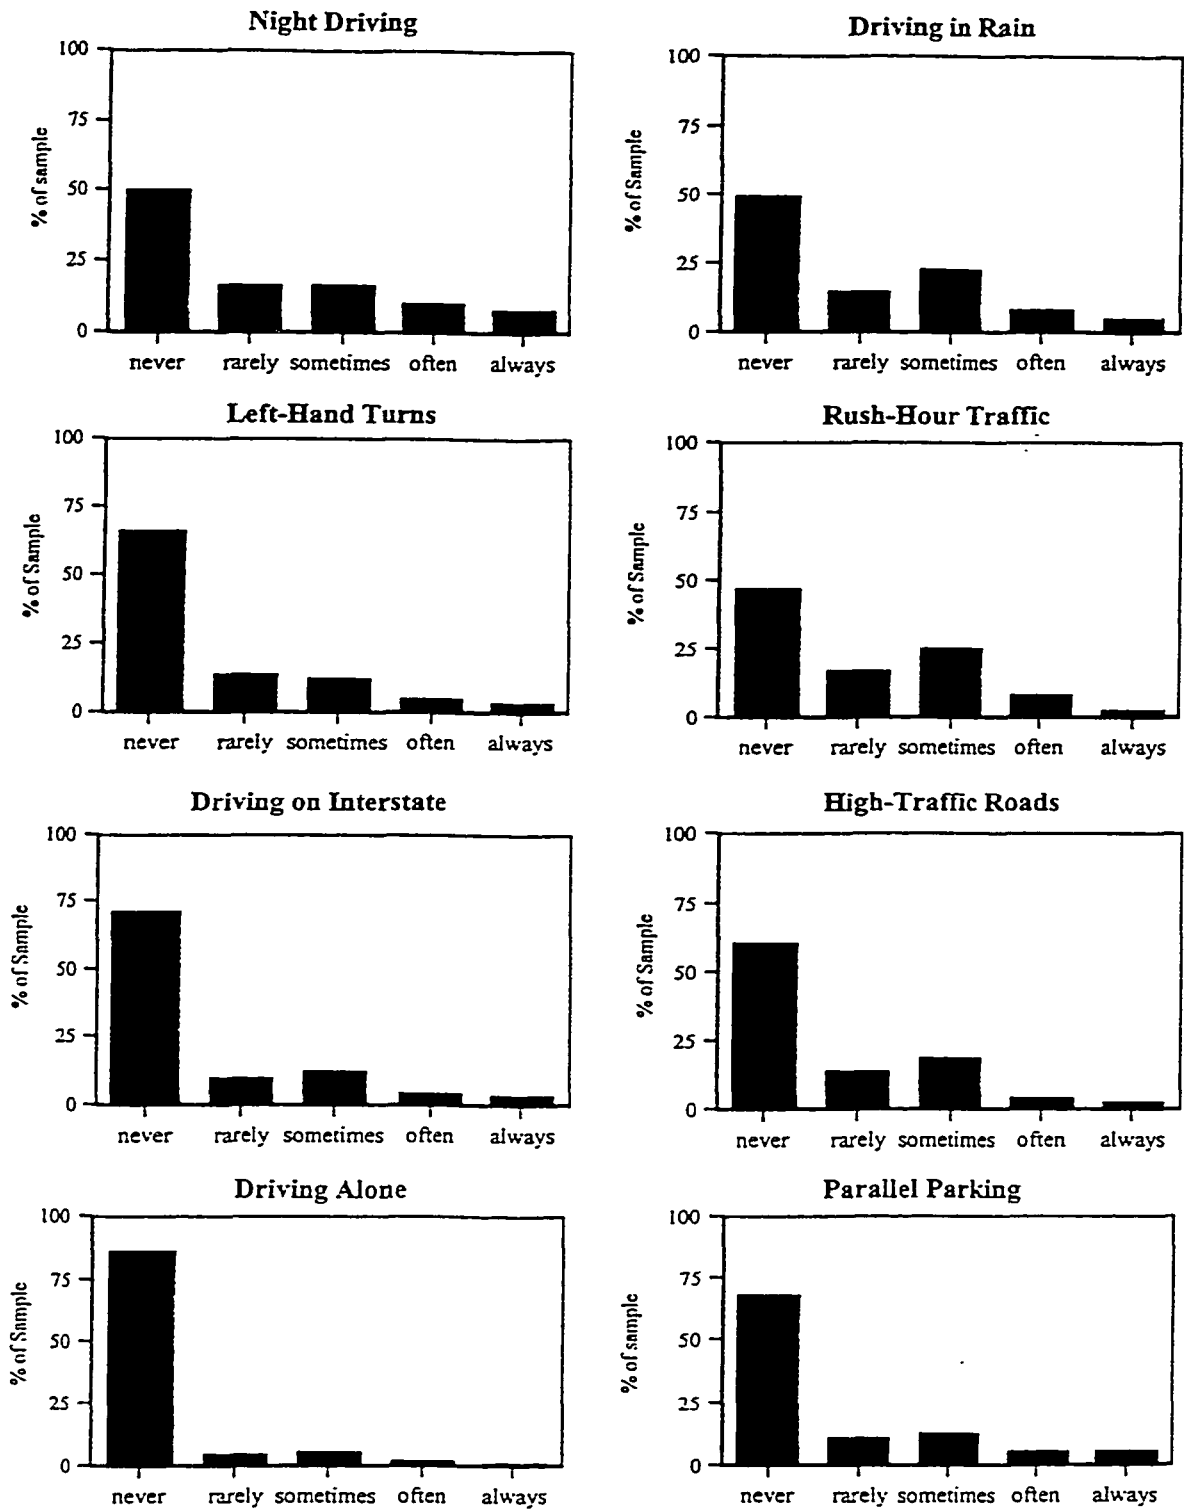 Night Driving
% of sample
100
75
50
25
0
never rarely sometimes often always
Driving in Rain
% of Sample
100
75
50
25
0
never rarely sometimes often always
Left-Hand Turns
% of Sample
100
75
50
25
0
never rarely sometimes often always
Rush-Hour Traffic
% of Sample
100
75
50
25
0
never rarely sometimes often always
Driving on Interstate
% of Sample
100
75
50
25
0
never rarely sometimes often always
High-Traffic Roads
% of Sample
100
75
50
25
0
never rarely sometimes often always
Driving Alone
% of Sample
100
75
50
25
0
never rarely sometimes often always
Parallel Parking
% of sample
100
75
50
25
0
never rarely sometimes often always